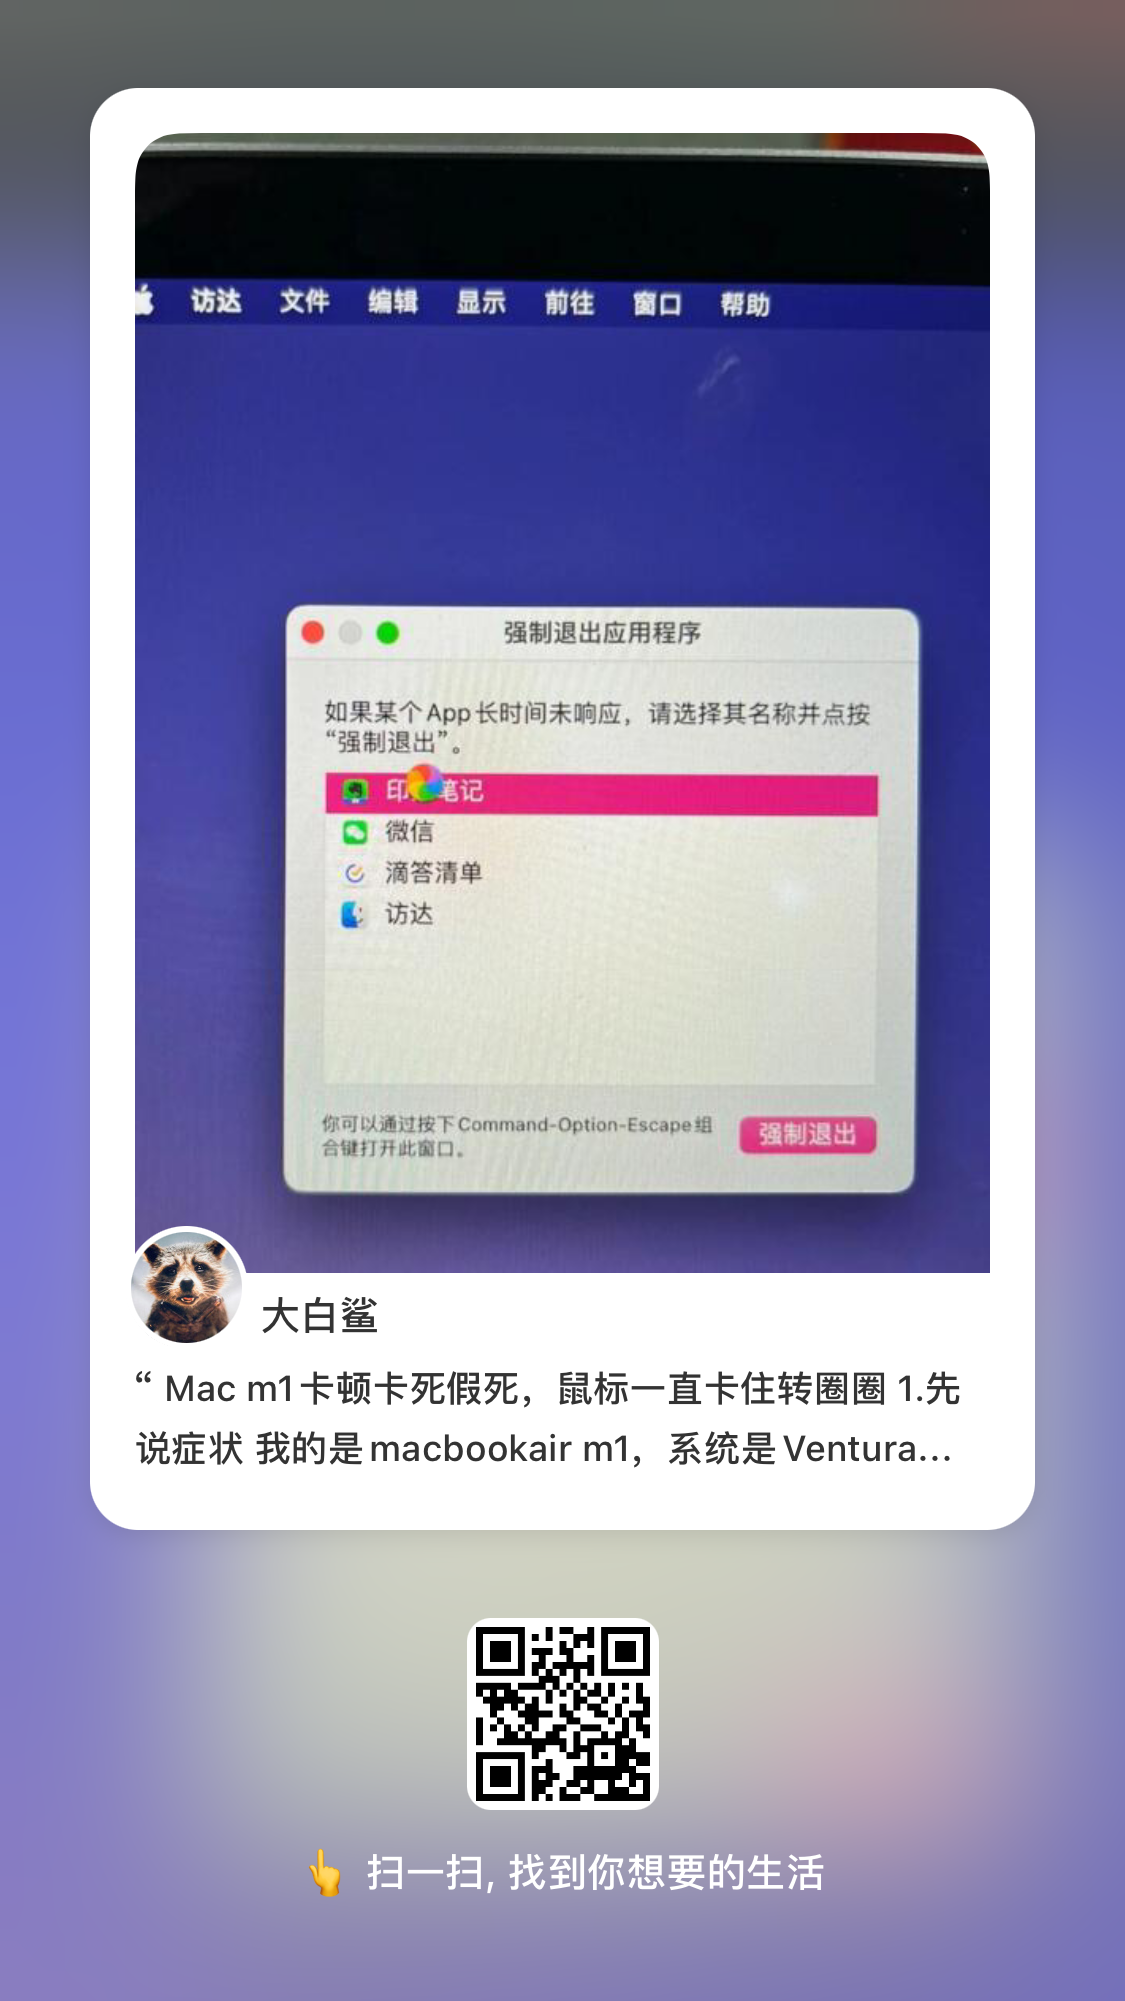 访达 文件 编辑 显示 前往 窗口 帮助
强制退出应用程序
如果某个App长时间未响应，请选择其名称并点按
“强制退出”。
印 笔记
微信
滴答清单
访达
你可以通过按下Command-Option-Escape组
合键打开此窗口。
强制退出
大白鲨
“ Mac m1卡顿卡死假死，鼠标一直卡住转圈圈 1.先
说症状 我的是macbookair m1，系统是Ventura...
扫一扫, 找到你想要的生活